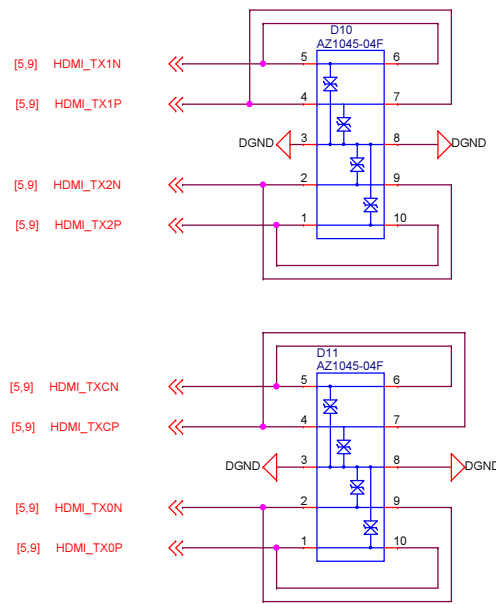 D10
AZ1045-04F
[5,9] HDMI_TX1N 5 6
[5,9] HDMI_TX1P 4 7
DGND 3 8 DGND
[5,9] HDMI_TX2N 2 9
[5,9] HDMI_TX2P 1 10
D11
AZ1045-04F
[5,9] HDMI_TXCN 5 6
[5,9] HDMI_TXCP 4 7
DGND 3 8 DGND
[5,9] HDMI_TX0N 2 9
[5,9] HDMI_TX0P 1 10